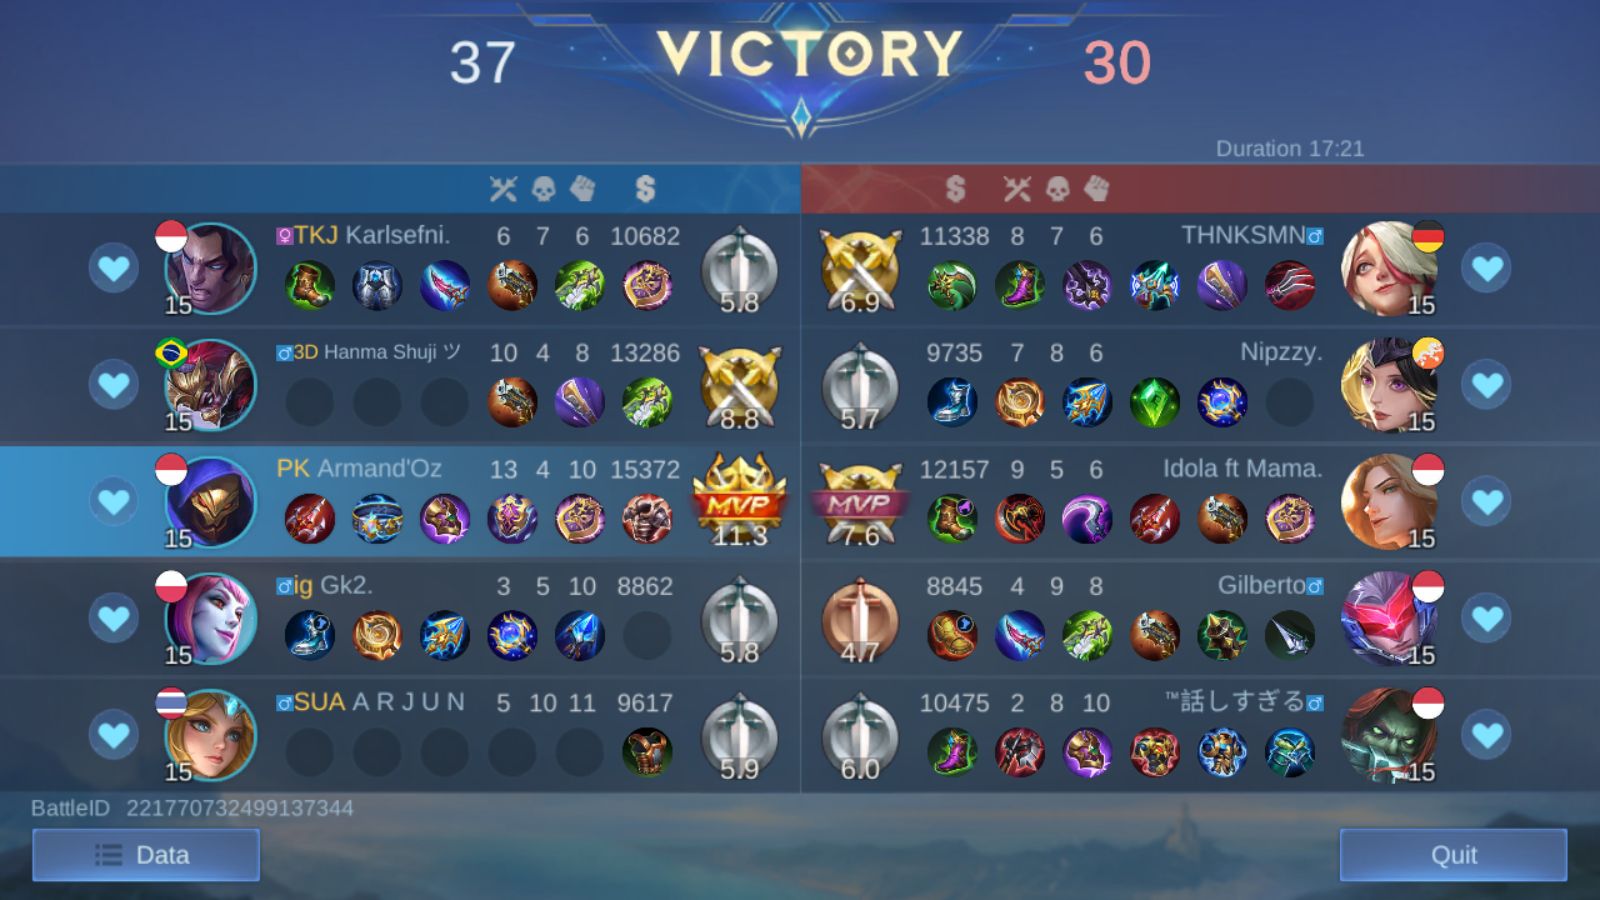 37 VICTORY 30
Duration 17:21
TKJ Karlsefni. 6 7 6 10682 5.8 15
6.9 11338 8 7 6 THNKSMN 15
3D Hanma Shuji ツ 10 4 8 13286 8.8 15
5.7 9735 7 8 6 Nipzzy. 15
PK Armand'Oz 13 4 10 15372 MVP 11.3 15
MVP 7.6 12157 9 5 6 Idola ft Mama. 15
ig Gk2. 3 5 10 8862 5.8 15
4.7 8845 4 9 8 Gilberto 15
SUA A R J U N 5 10 11 9617 5.9 15
6.0 10475 2 8 10 ™話しすぎる 15
BattleID 221770732499137344
Data
Quit